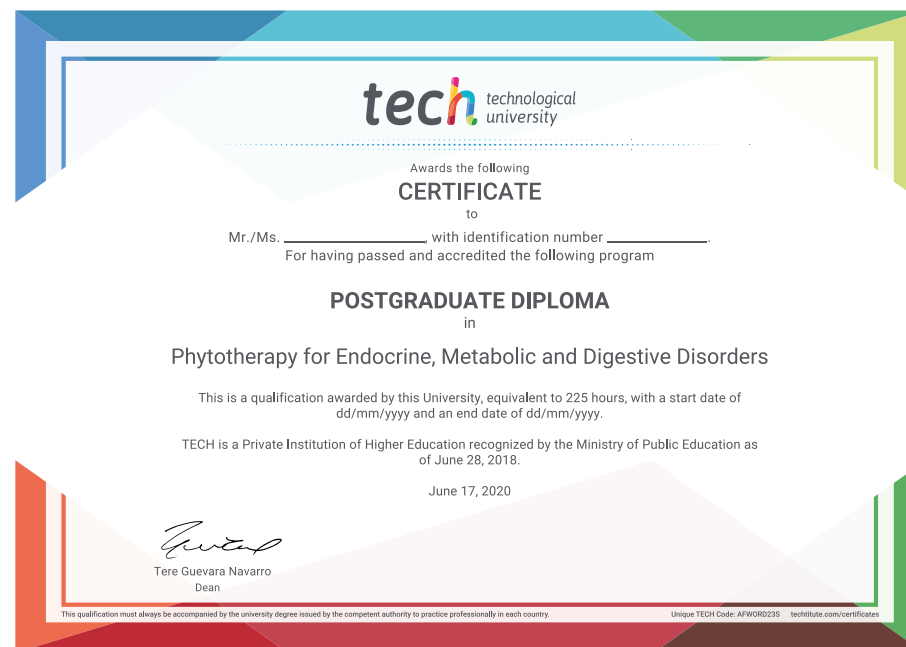 tech technological
university
Awards the following
CERTIFICATE
to
Mr./Ms. ____________________, with identification number ______________.
For having passed and accredited the following program
POSTGRADUATE DIPLOMA
in
Phytotherapy for Endocrine, Metabolic and Digestive Disorders
This is a qualification awarded by this University, equivalent to 225 hours, with a start date of
dd/mm/yyyy and an end date of dd/mm/yyyy.
TECH is a Private Institution of Higher Education recognized by the Ministry of Public Education as
of June 28, 2018.
June 17, 2020
Tere Guevara Navarro
Dean
This qualification must always be accompanied by the university degree issued by the competent authority to practice professionally in each country. Unique TECH Code: AFWORD23S techtitute.com/certificates